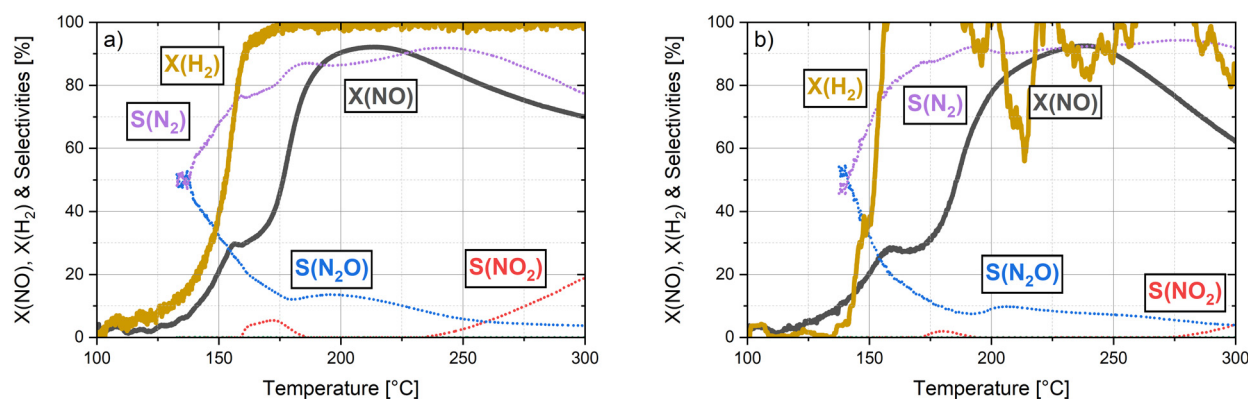 a)
X(NO), X(H₂) & Selectivities [%]
100
80
60
40
20
0
X(H₂)
S(N₂)
X(NO)
S(N₂O)
S(NO₂)
100 150 200 250 300
Temperature [°C]
b)
X(NO), X(H₂) & Selectivities [%]
100
80
60
40
20
0
X(H₂)
S(N₂)
X(NO)
S(N₂O)
S(NO₂)
100 150 200 250 300
Temperature [°C]